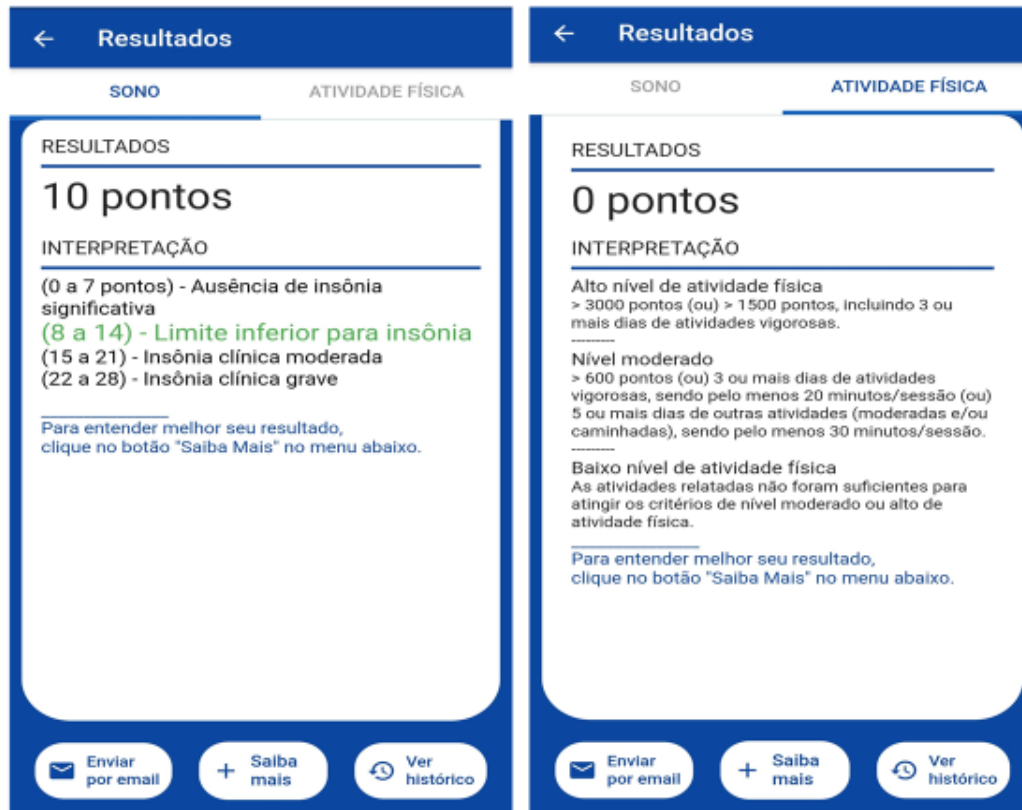 Resultados
SONO
ATIVIDADE FÍSICA
RESULTADOS
10 pontos
INTERPRETAÇÃO
(0 a 7 pontos) - Ausência de insônia
significativa
(8 a 14) - Limite inferior para insônia
(15 a 21) - Insônia clínica moderada
(22 a 28) - Insônia clínica grave
Para entender melhor seu resultado,
clique no botão "Saiba Mais" no menu abaixo.
Enviar
por email
Saiba
mais
Ver
histórico
Resultados
SONO
ATIVIDADE FÍSICA
RESULTADOS
0 pontos
INTERPRETAÇÃO
Alto nível de atividade física
> 3000 pontos (ou) > 1500 pontos, incluindo 3 ou
mais dias de atividades vigorosas.
---------
Nível moderado
> 600 pontos (ou) 3 ou mais dias de atividades
vigorosas, sendo pelo menos 20 minutos/sessão (ou)
5 ou mais dias de outras atividades (moderadas e/ou
caminhadas), sendo pelo menos 30 minutos/sessão.
---------
Baixo nível de atividade física
As atividades relatadas não foram suficientes para
atingir os critérios de nível moderado ou alto de
atividade física.
Para entender melhor seu resultado,
clique no botão "Saiba Mais" no menu abaixo.
Enviar
por email
Saiba
mais
Ver
histórico